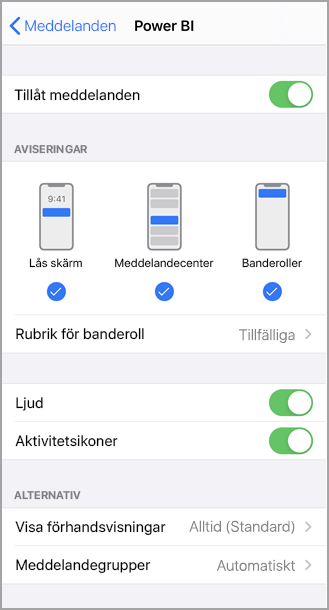 Meddelanden Power BI
Tillåt meddelanden
AVISERINGAR
9:41
Lås skärm Meddelandecenter Banderoller
Rubrik för banderoll Tillfälliga
Ljud
Aktivitetsikoner
ALTERNATIV
Visa förhandsvisningar Alltid (Standard)
Meddelandegrupper Automatiskt